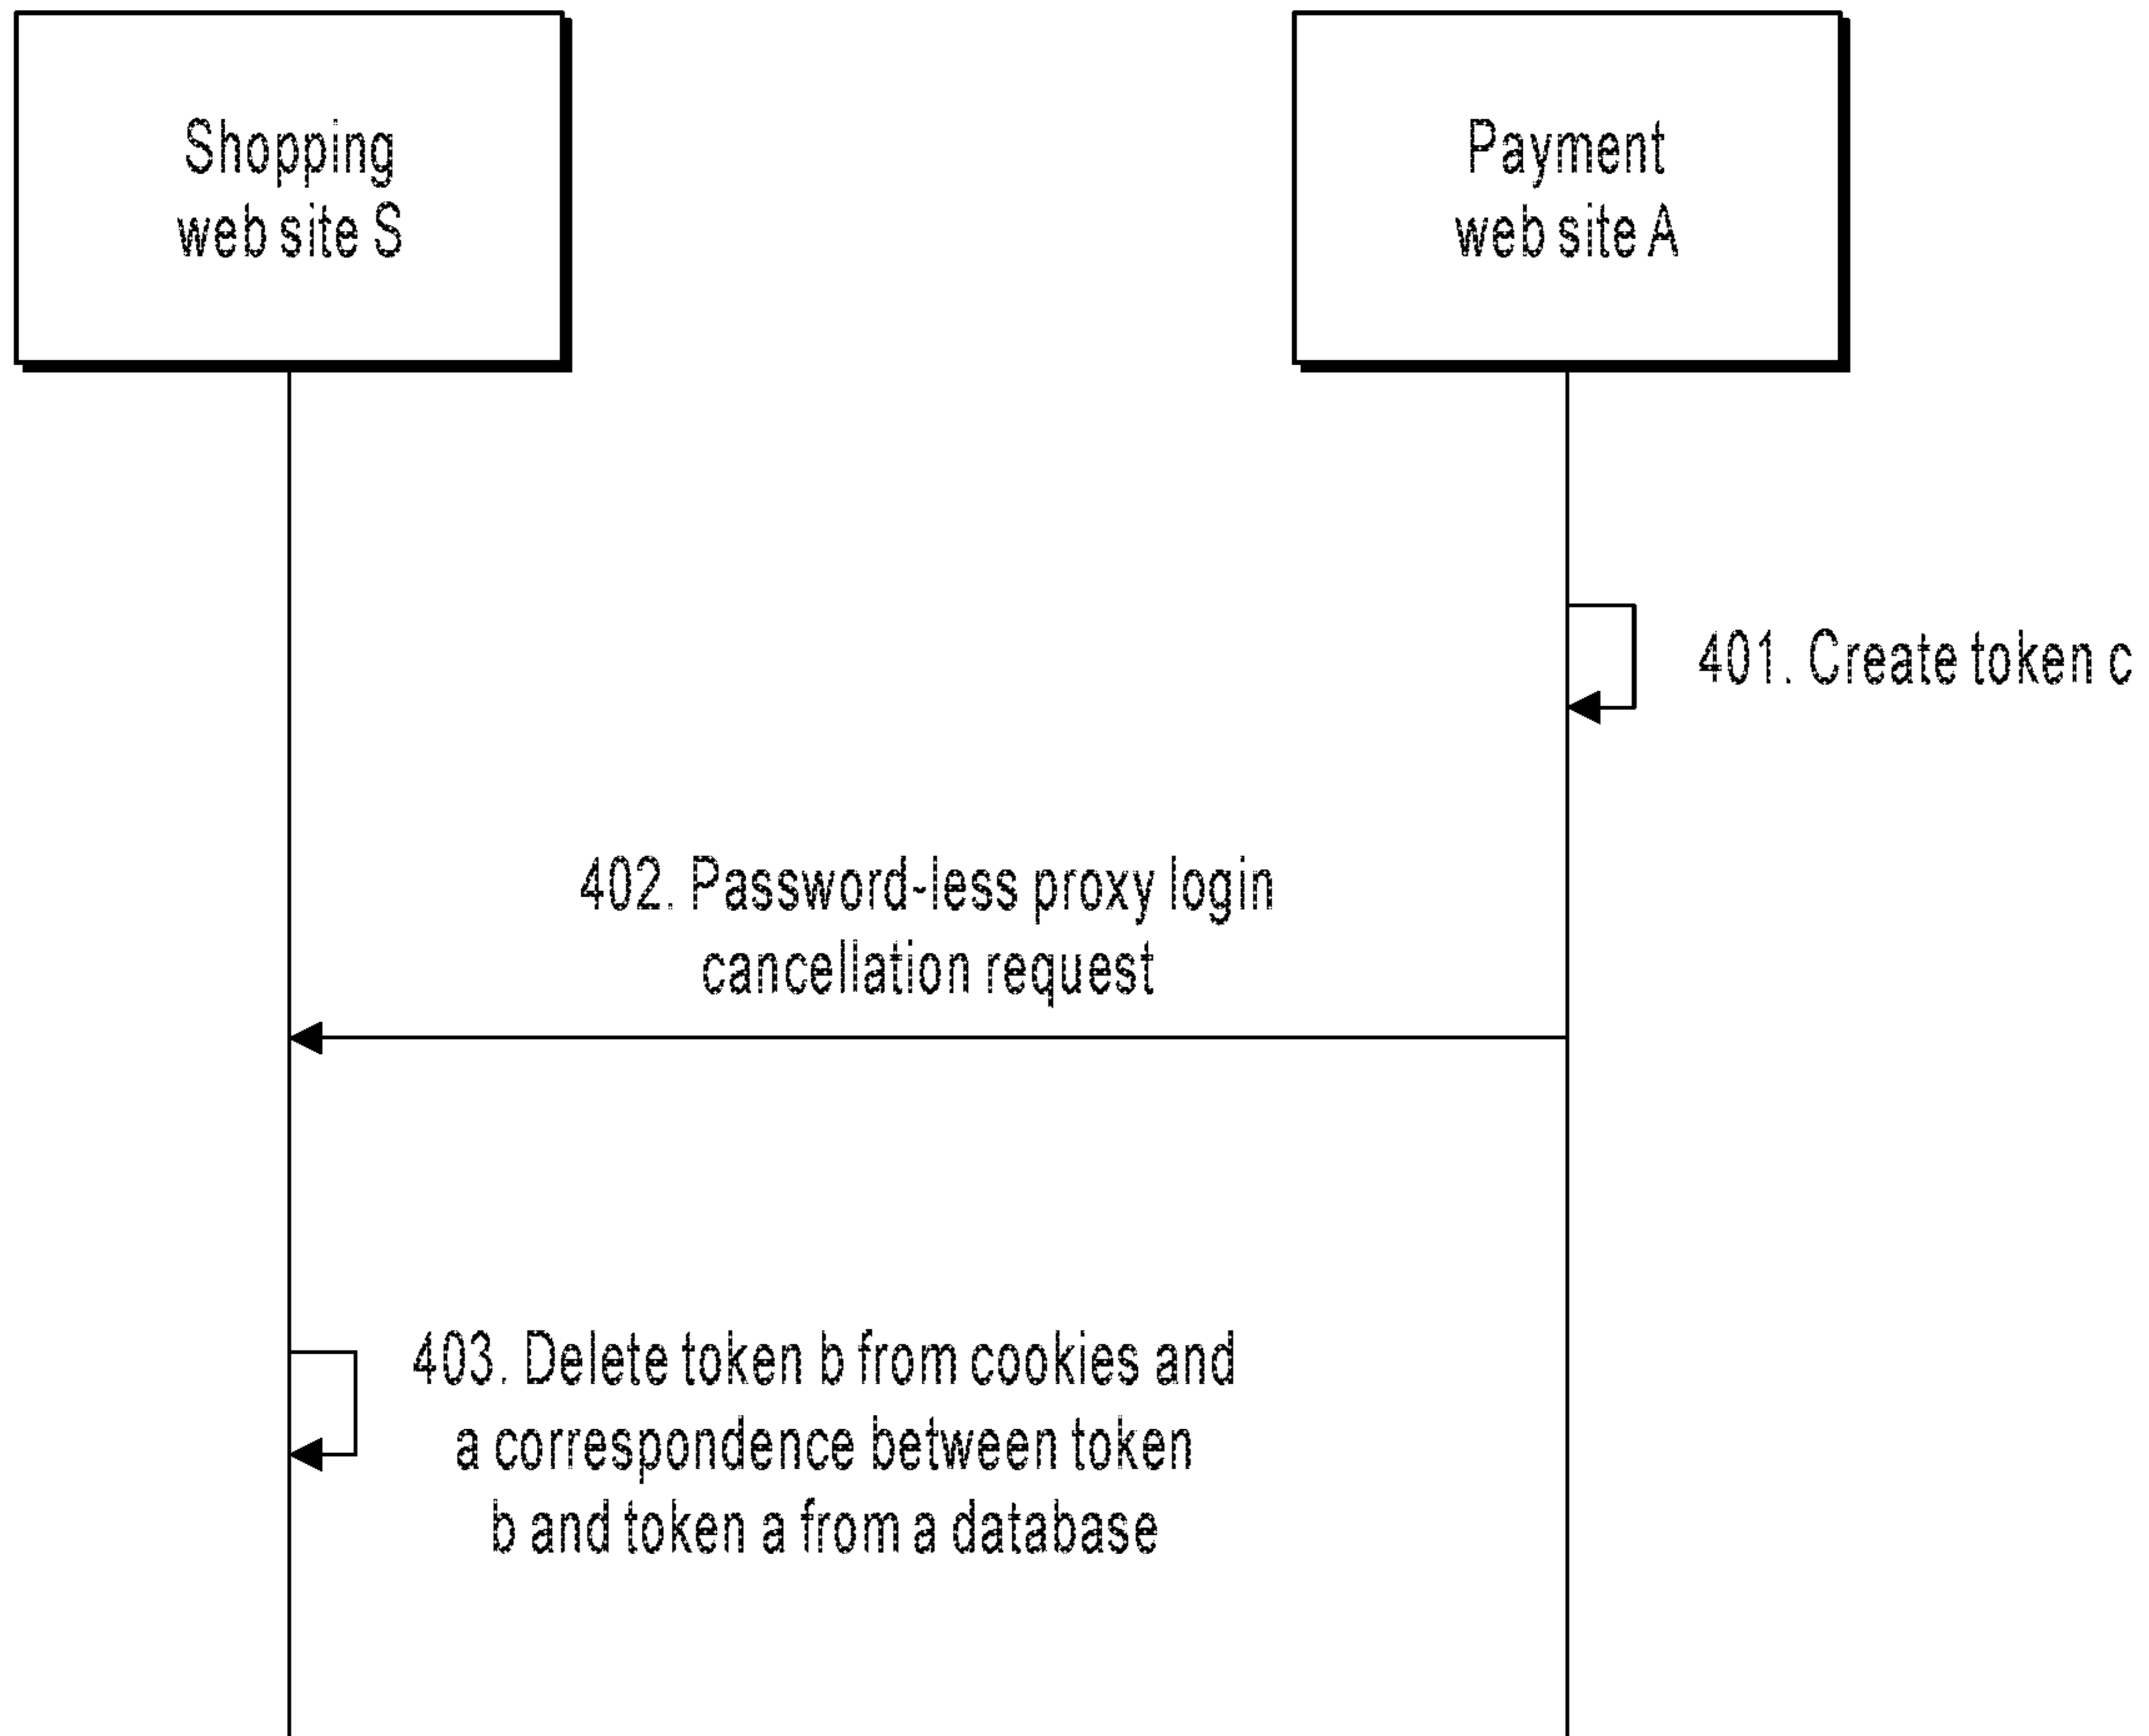 Shopping
web site S
Payment
web site A
401. Create token c
402. Password-less proxy login
cancellation request
403. Delete token b from cookies and
a correspondence between token
b and token a from a database